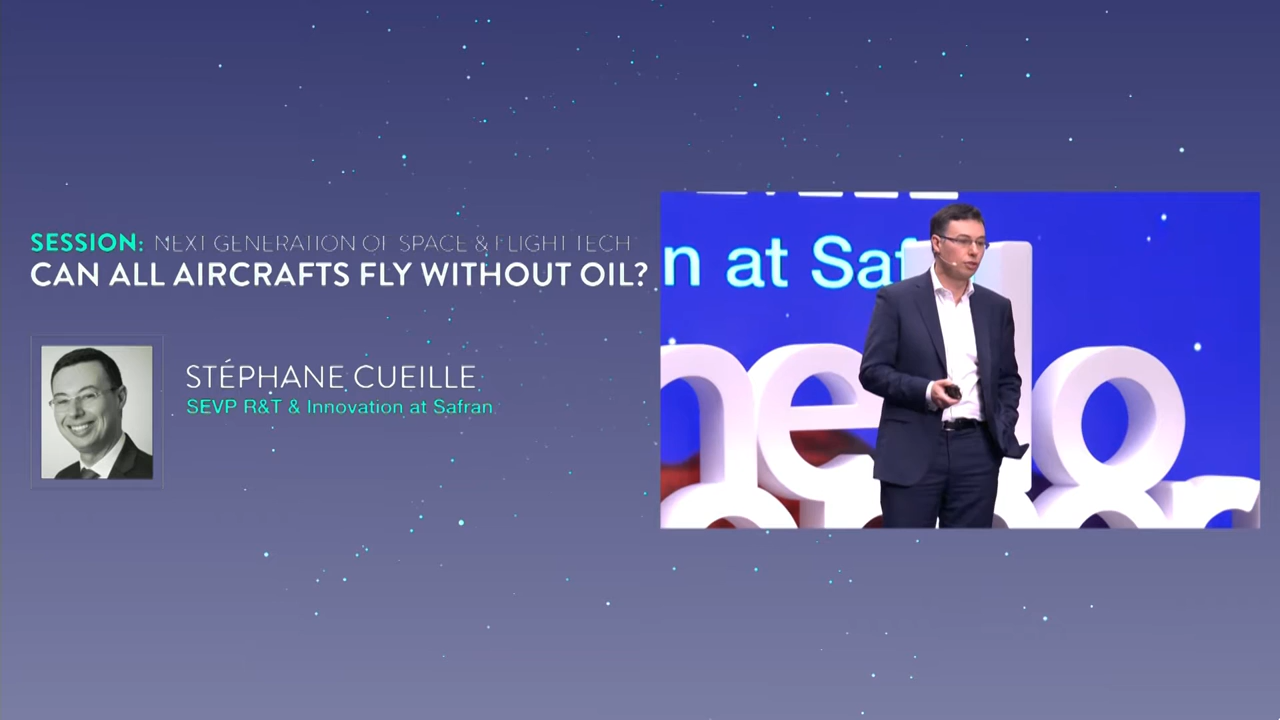 SESSION: NEXT GENERATION OF SPACE & FLIGHT TECH
CAN ALL AIRCRAFTS FLY WITHOUT OIL?
STÉPHANE CUEILLE
SEVP R&T & Innovation at Safran
n at Saf